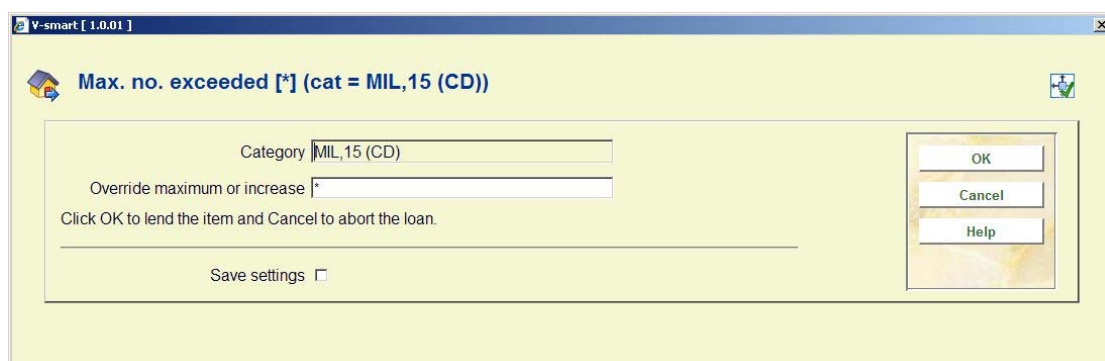 V-smart [ 1.0.01 ]
Max. no. exceeded [*] (cat = MIL,15 (CD))
Category MIL,15 (CD)
Override maximum or increase *
Click OK to lend the item and Cancel to abort the loan.
Save settings
OK
Cancel
Help